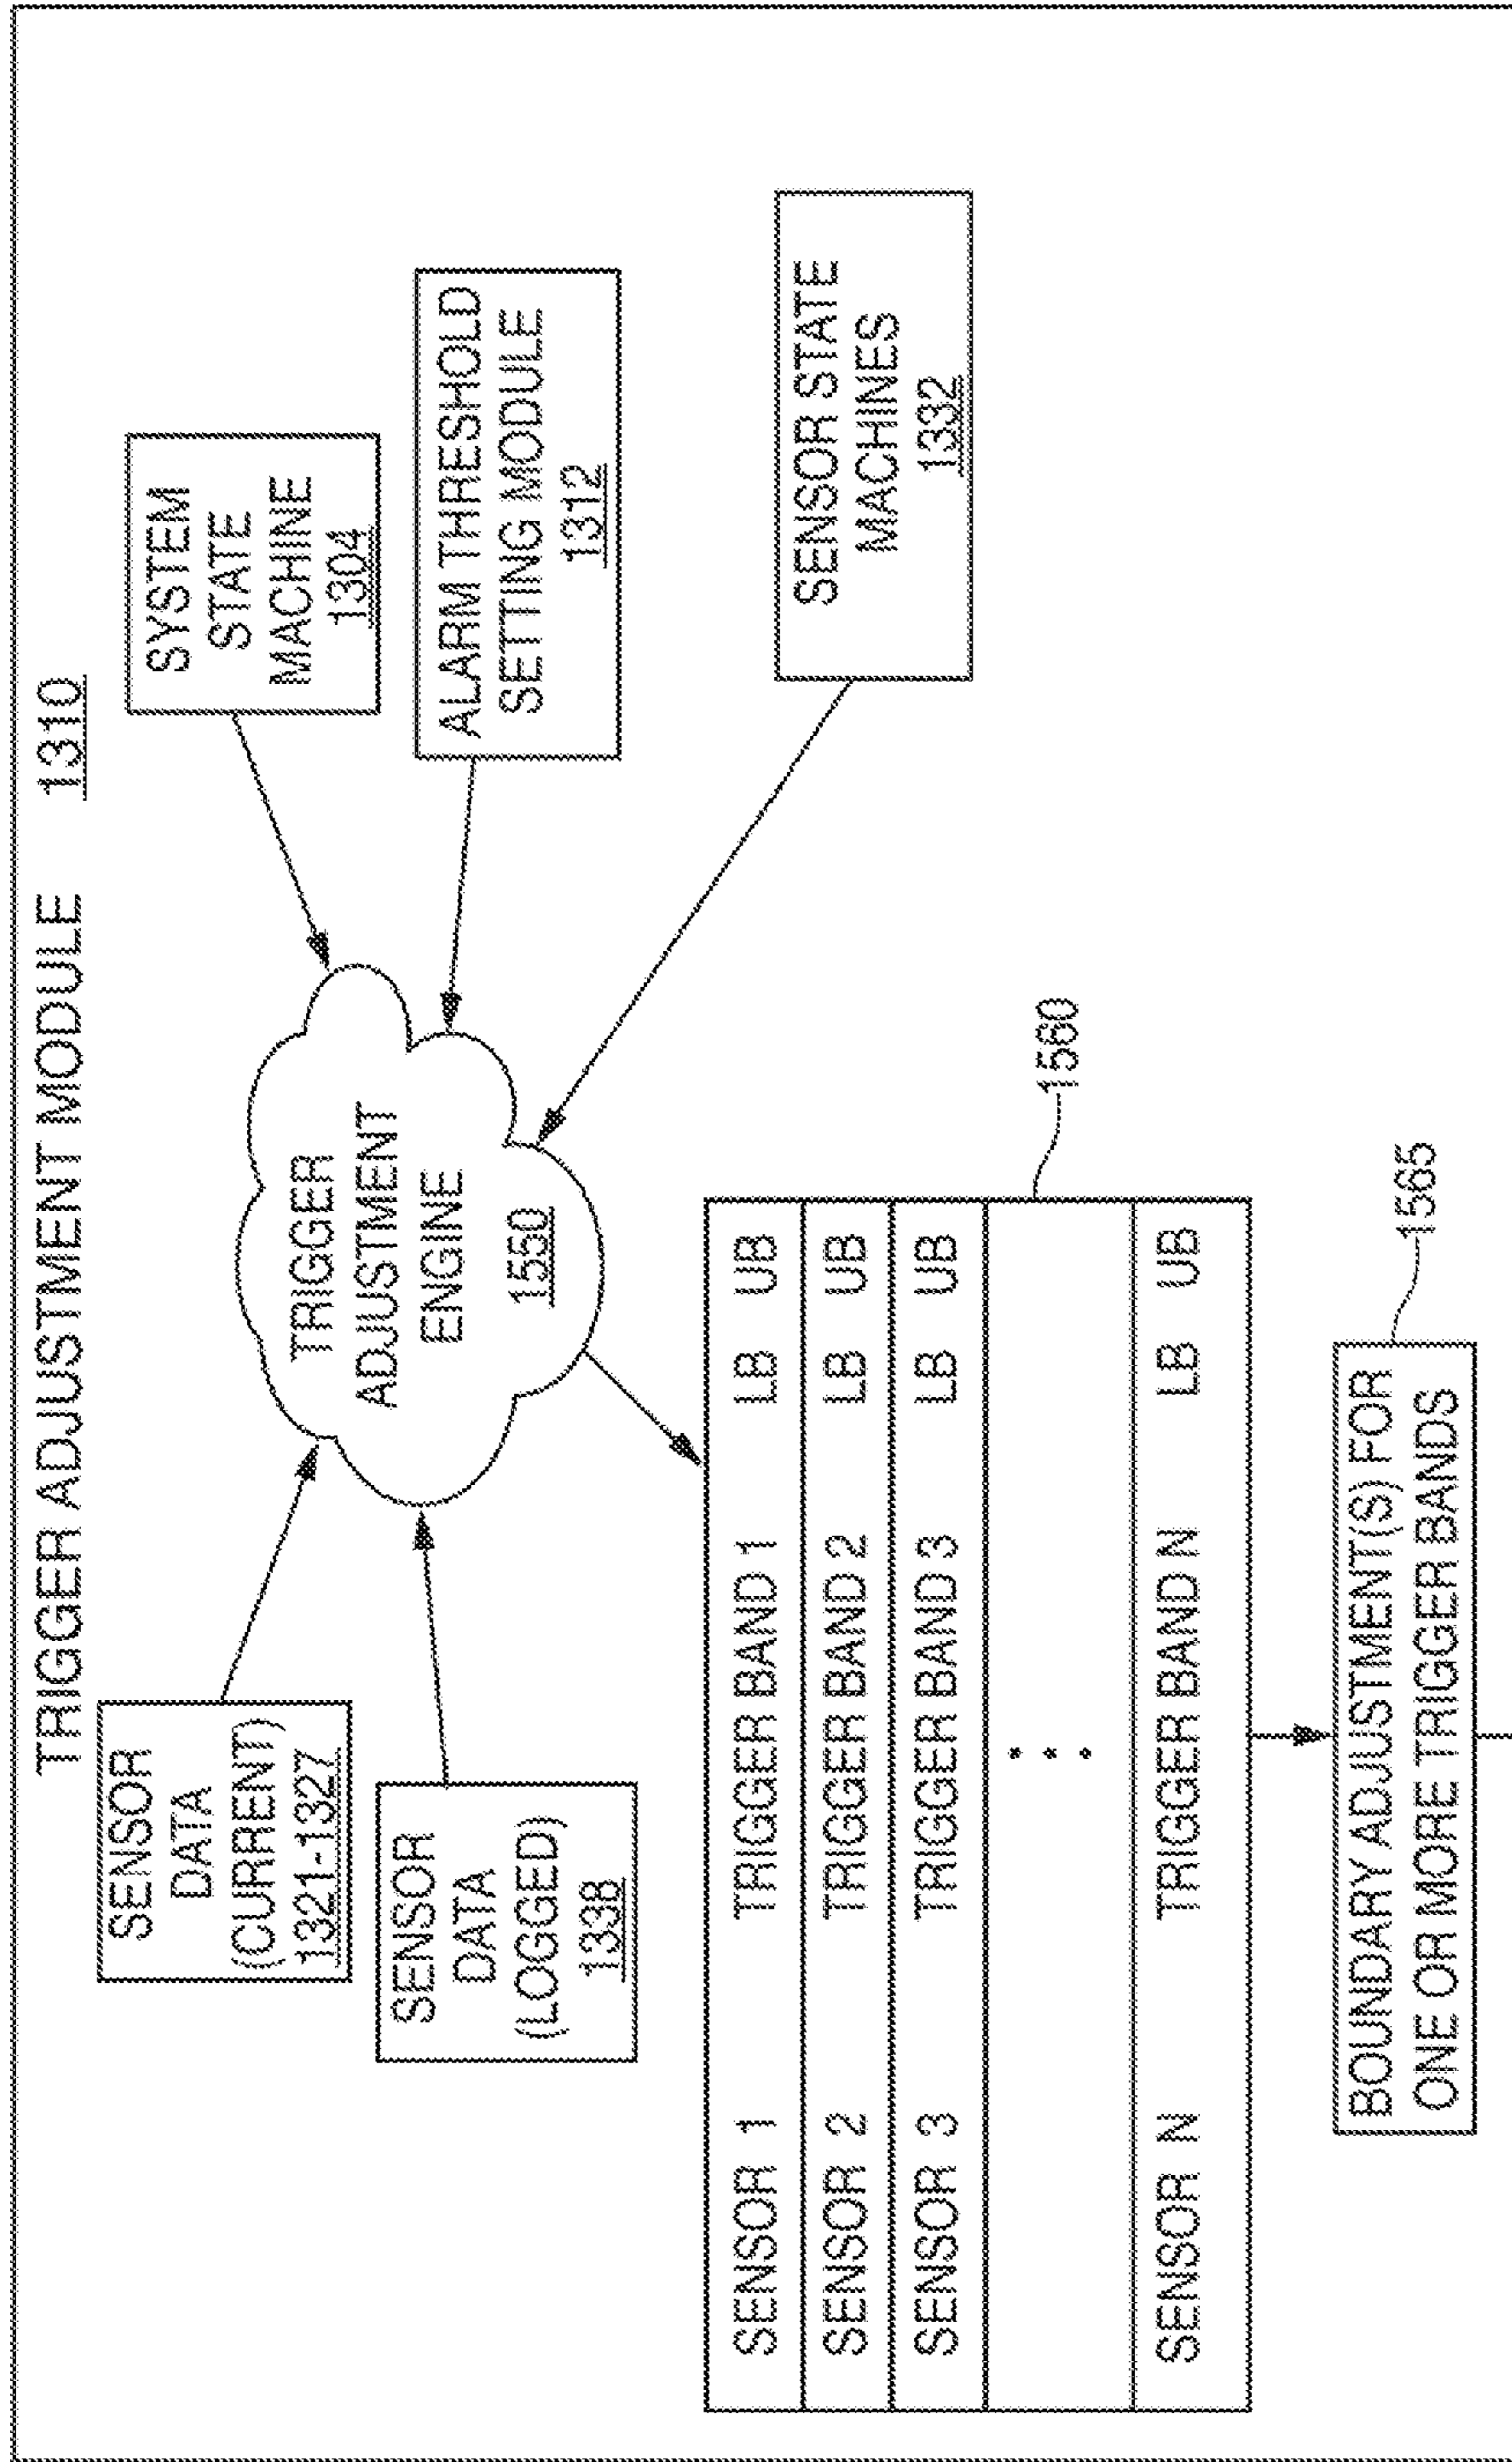 TRIGGER ADJUSTMENT MODULE 1310
SENSOR
DATA
(CURRENT)
1321-1327
SENSOR
DATA
(LOGGED)
1338
TRIGGER
ADJUSTMENT
ENGINE
1550
SYSTEM
STATE
MACHINE
1304
ALARM THRESHOLD
SETTING MODULE
1312
SENSOR STATE
MACHINES
1332
1560
SENSOR 1 TRIGGER BAND 1 LB UB
SENSOR 2 TRIGGER BAND 2 LB UB
SENSOR 3 TRIGGER BAND 3 LB UB
• • •
SENSOR N TRIGGER BAND N LB UB
1565
BOUNDARY ADJUSTMENT(S) FOR
ONE OR MORE TRIGGER BANDS